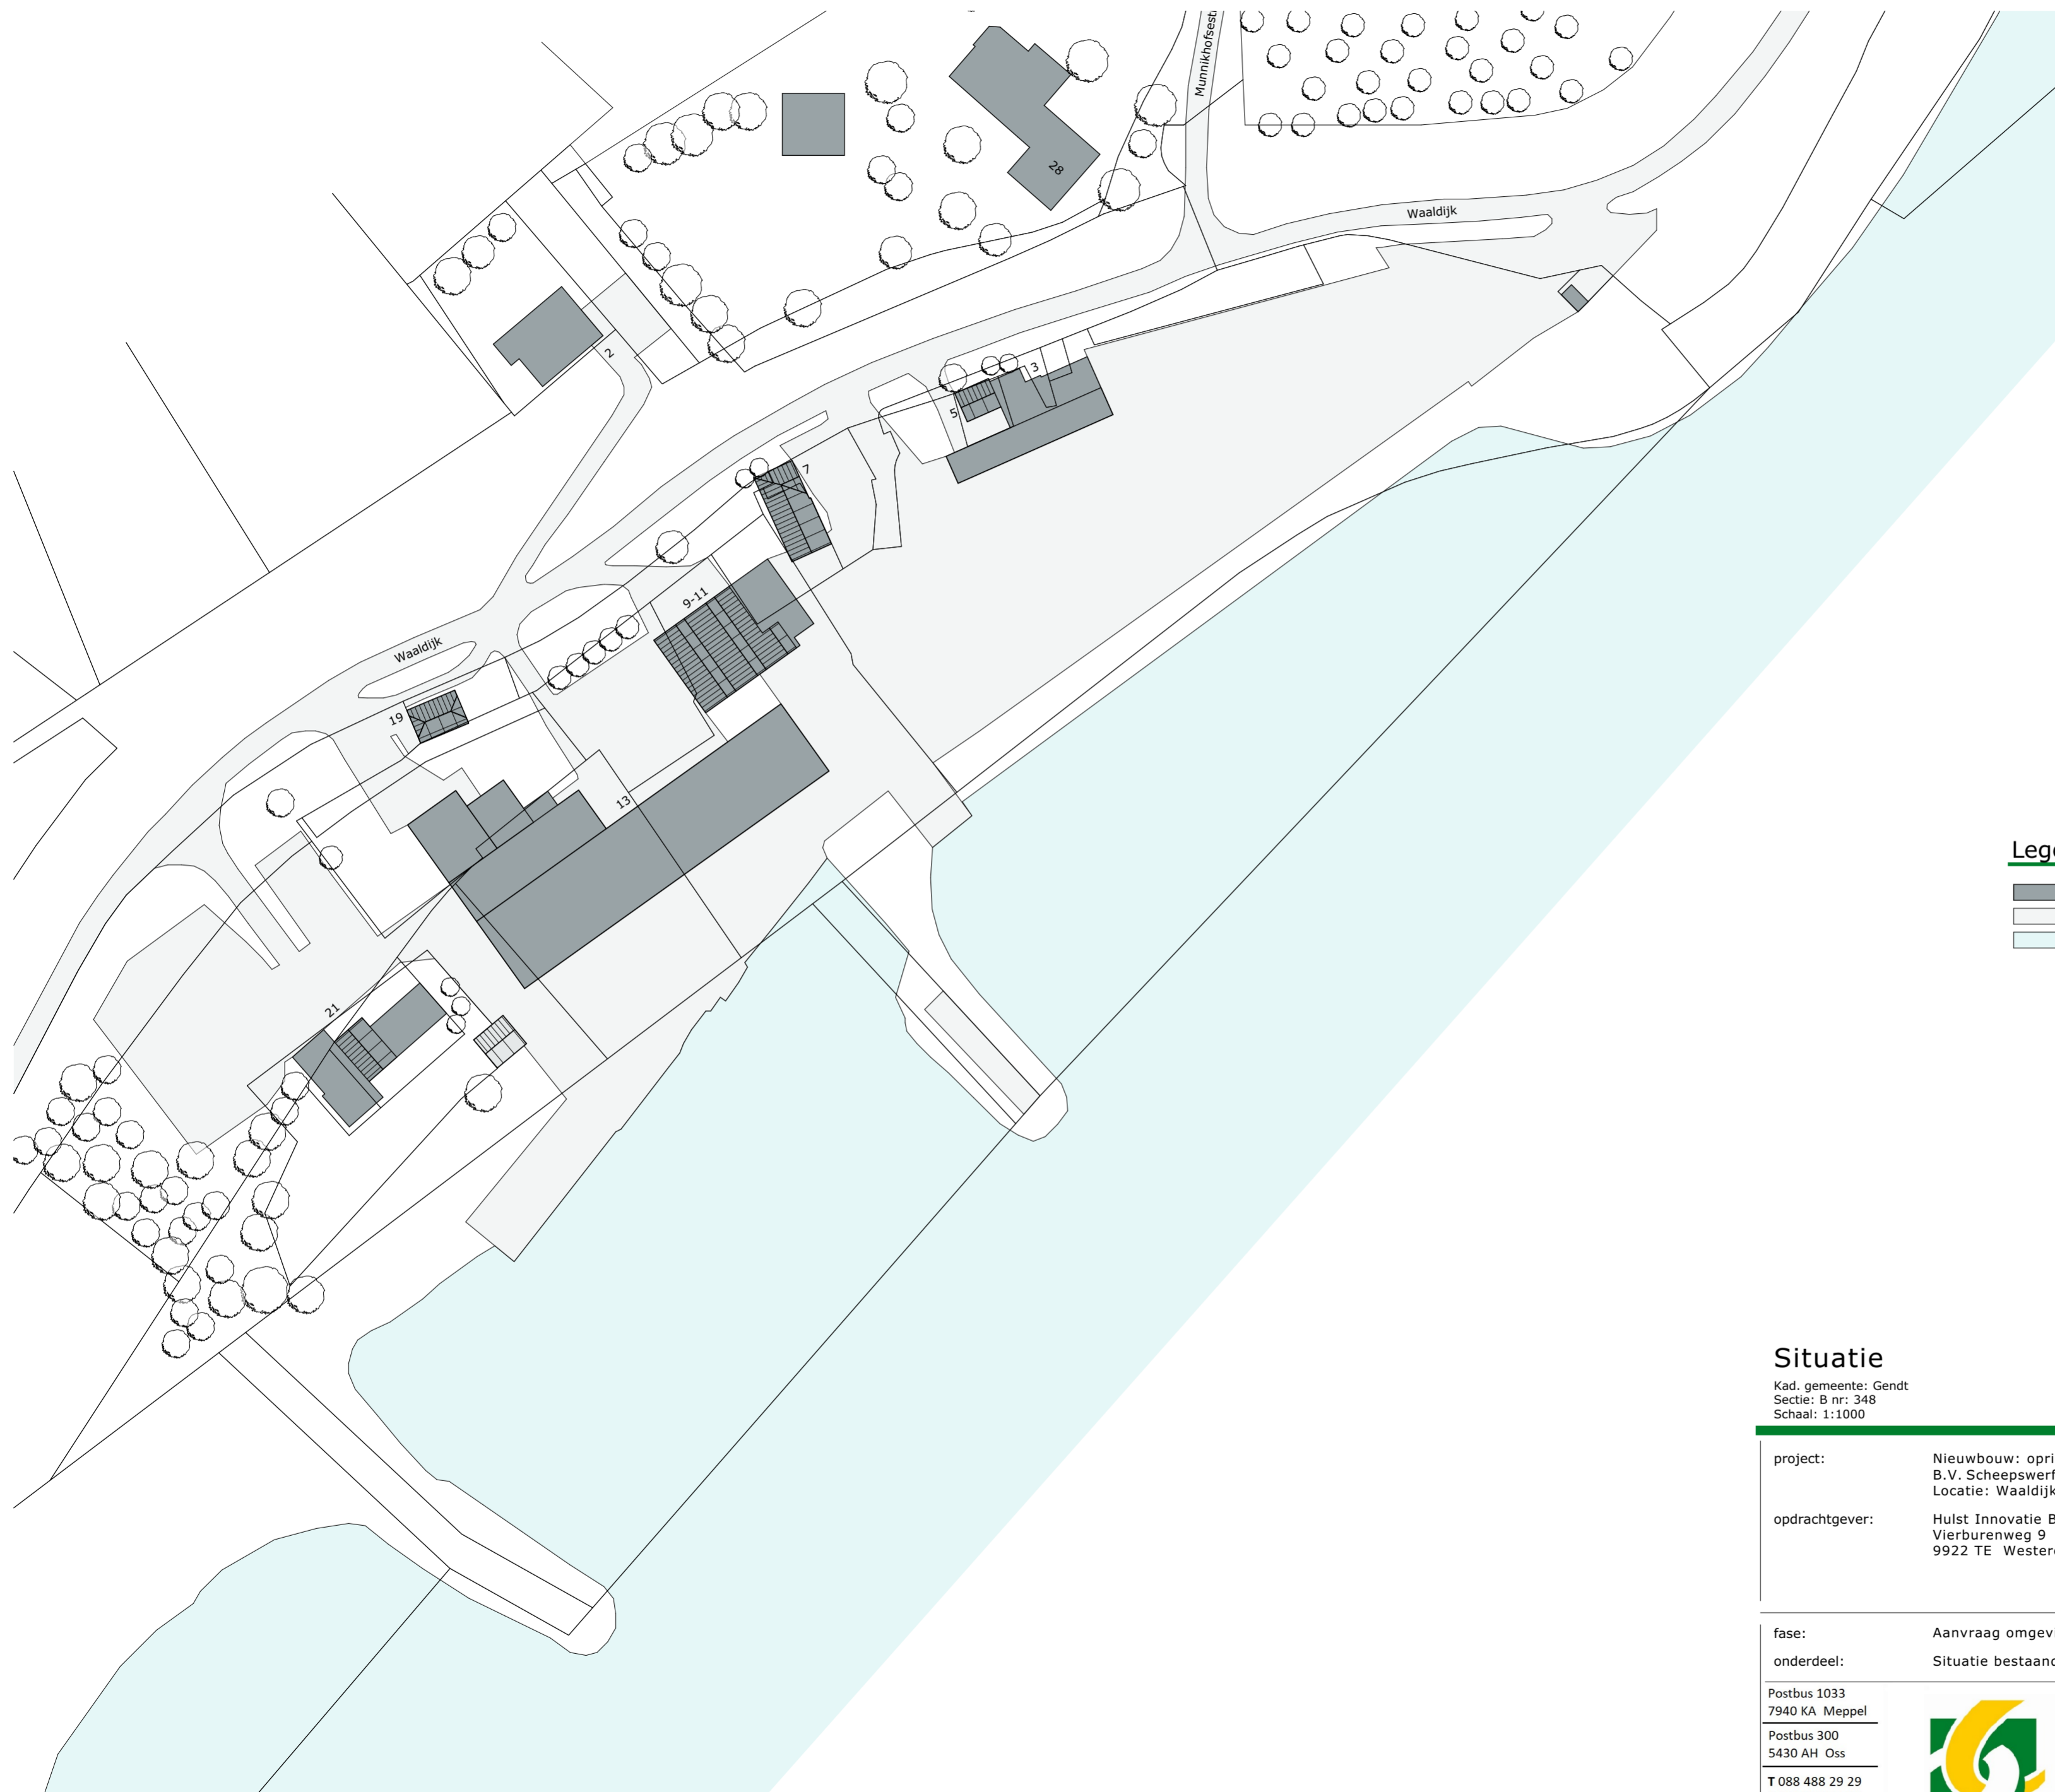 Munnikhofsestr
28
Waaldijk
2
3
5
7
9-11
Waaldijk
19
13
21
Lege
Situatie
Kad. gemeente: Gendt
Sectie: B nr: 348
Schaal: 1:1000
project:
Nieuwbouw: opri
B.V. Scheepswerf
Locatie: Waaldijk
opdrachtgever:
Hulst Innovatie B
Vierburenweg 9
9922 TE Wester
fase:
Aanvraag omgev
onderdeel:
Situatie bestaand
Postbus 1033
7940 KA Meppel
Postbus 300
5430 AH Oss
T 088 488 29 29